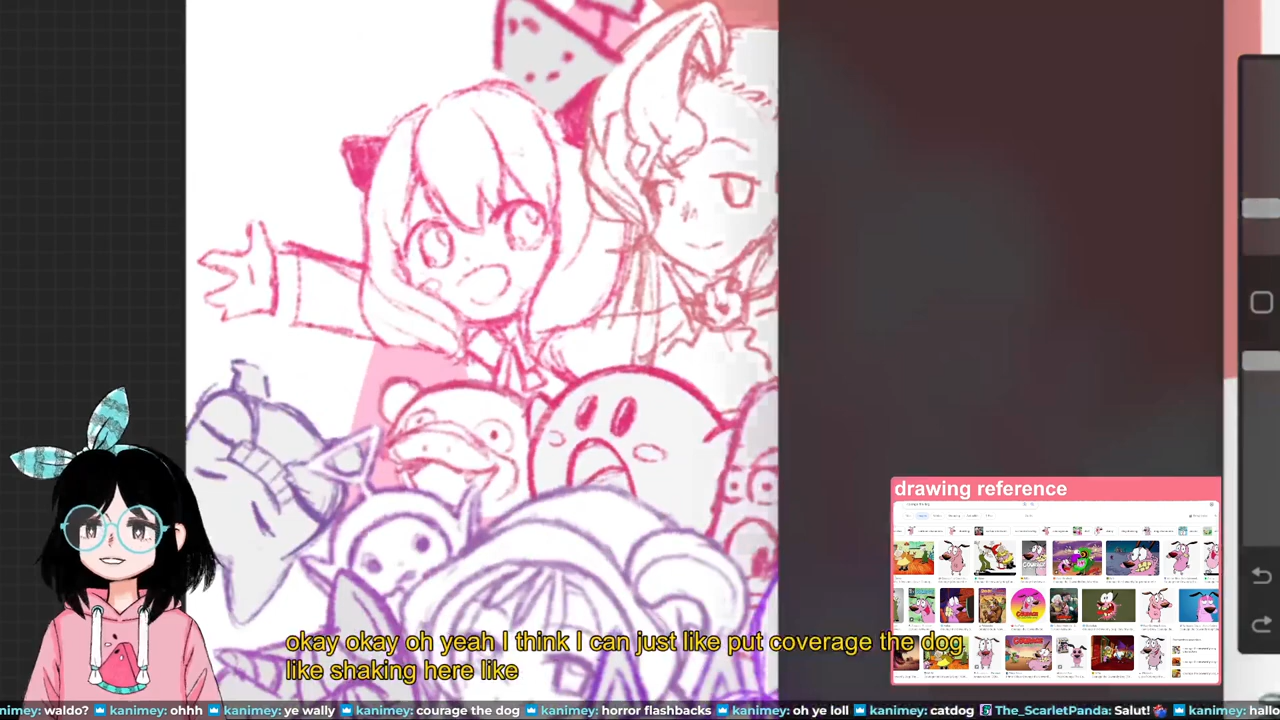 drawing reference
okay okay on yeah I think I can just like put coverage the dog
like shaking here like
nimey: waldo? kanimey: ohhh kanimey: ye wally kanimey: courage the dog kanimey: horror flashbacks kanimey: oh ye loll kanimey: catdog The_ScarletPanda: Salut! kanimey: hallo